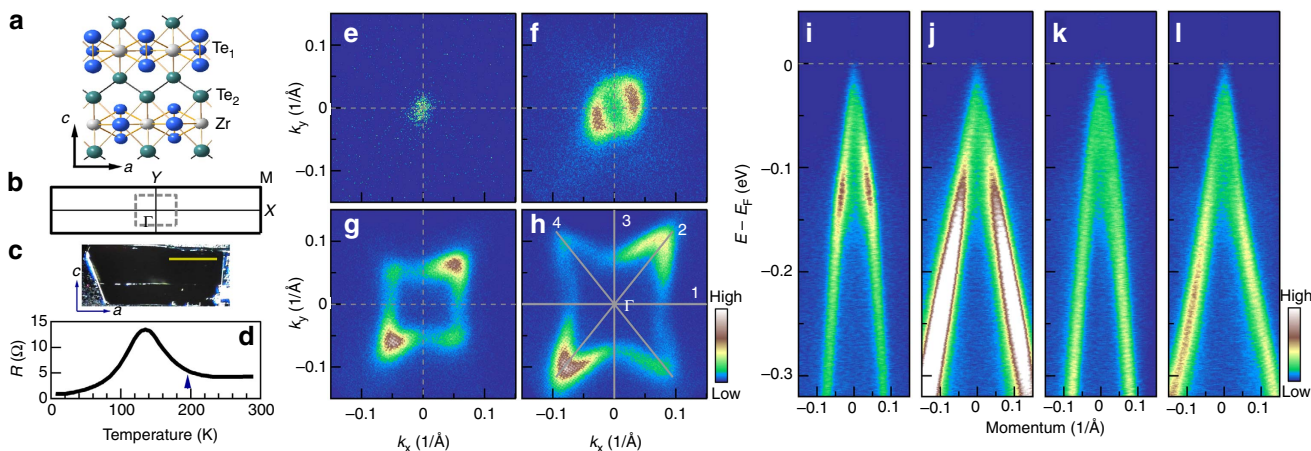 a
Te1
Te2
Zr
c
a
b
Y
M
X
Γ
c
c
a
d
15
10
5
0
R (Ω)
0
100
200
300
Temperature (K)
e
f
0.1
0
−0.1
ky (1/Å)
g
h
0.1
0
−0.1
ky (1/Å)
4
3
2
1
Γ
High
Low
−0.1
0
0.1
−0.1
0
0.1
kx (1/Å)
kx (1/Å)
i
j
k
l
0
−0.1
−0.2
−0.3
E − EF (eV)
High
Low
−0.1
0
0.1
−0.1
0
0.1
−0.1
0
0.1
−0.1
0
0.1
Momentum (1/Å)